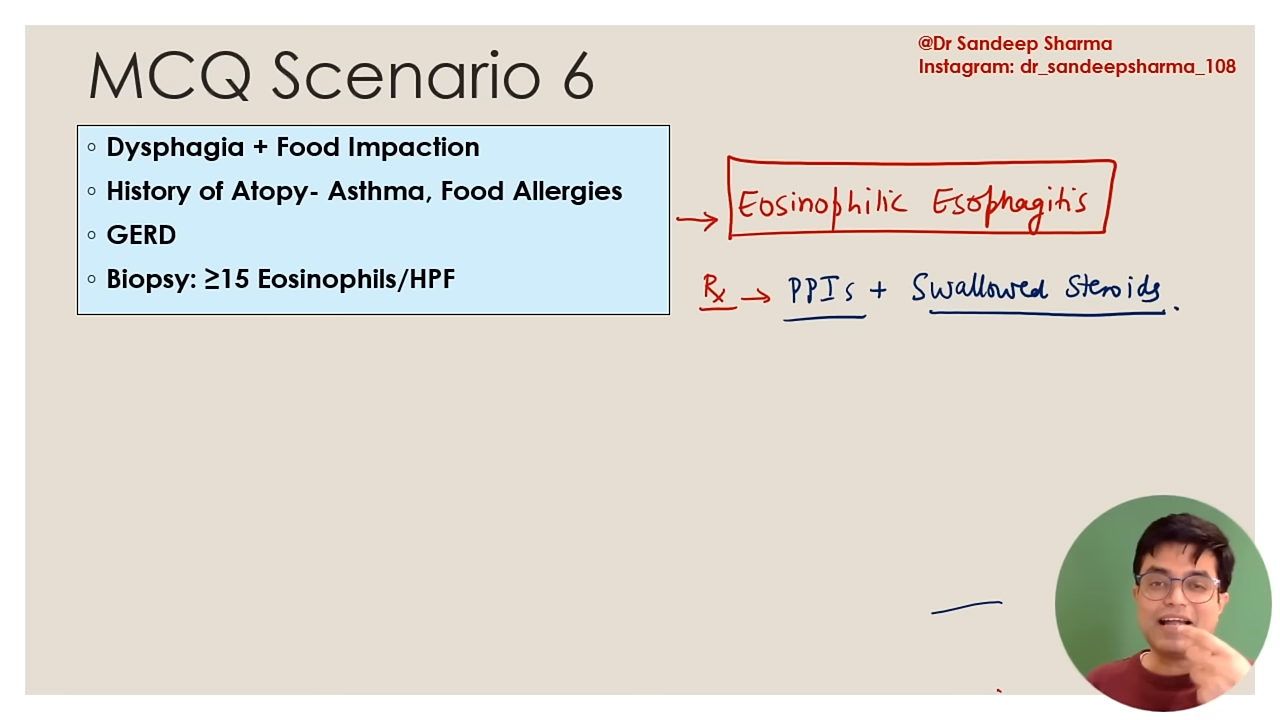 MCQ Scenario 6
@Dr Sandeep Sharma
Instagram: dr_sandeepsharma_108
◦ Dysphagia + Food Impaction
◦ History of Atopy- Asthma, Food Allergies
◦ GERD
◦ Biopsy: ≥15 Eosinophils/HPF
→ Eosinophilic Esophagitis
Rx → PPIs + Swallowed Steroids.